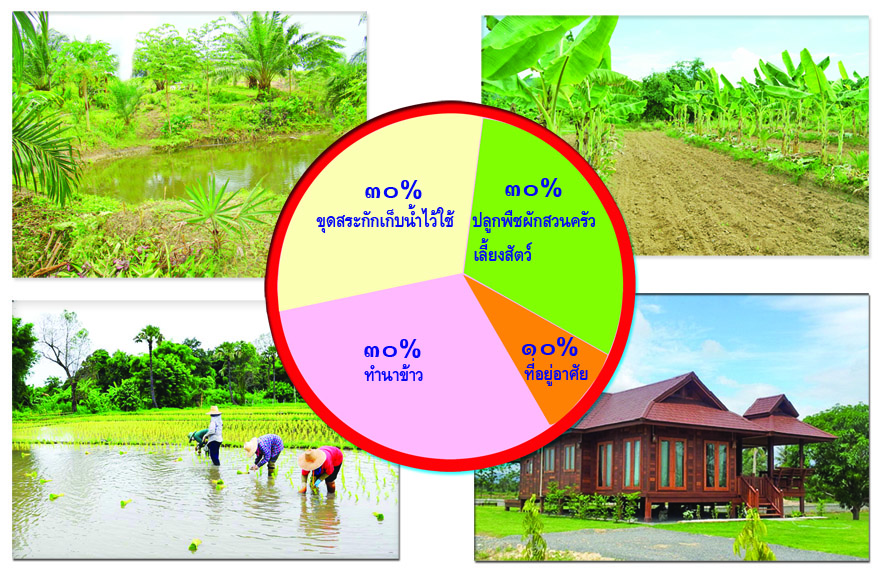 ๓๐%
ขุดสระกักเก็บน้ำไว้ใช้
๓๐%
ปลูกพืชผักสวนครัว
เลี้ยงสัตว์
๓๐%
ทำนาข้าว
๑๐%
ที่อยู่อาศัย